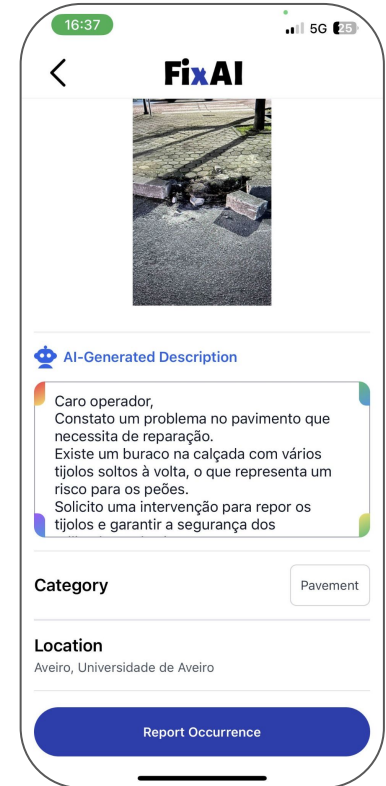 16:37
5G 25
FixAI
AI-Generated Description
Caro operador,
Constato um problema no pavimento que
necessita de reparação.
Existe um buraco na calçada com vários
tijolos soltos à volta, o que representa um
risco para os peões.
Solicito uma intervenção para repor os
tijolos e garantir a segurança dos
Category
Pavement
Location
Aveiro, Universidade de Aveiro
Report Occurrence